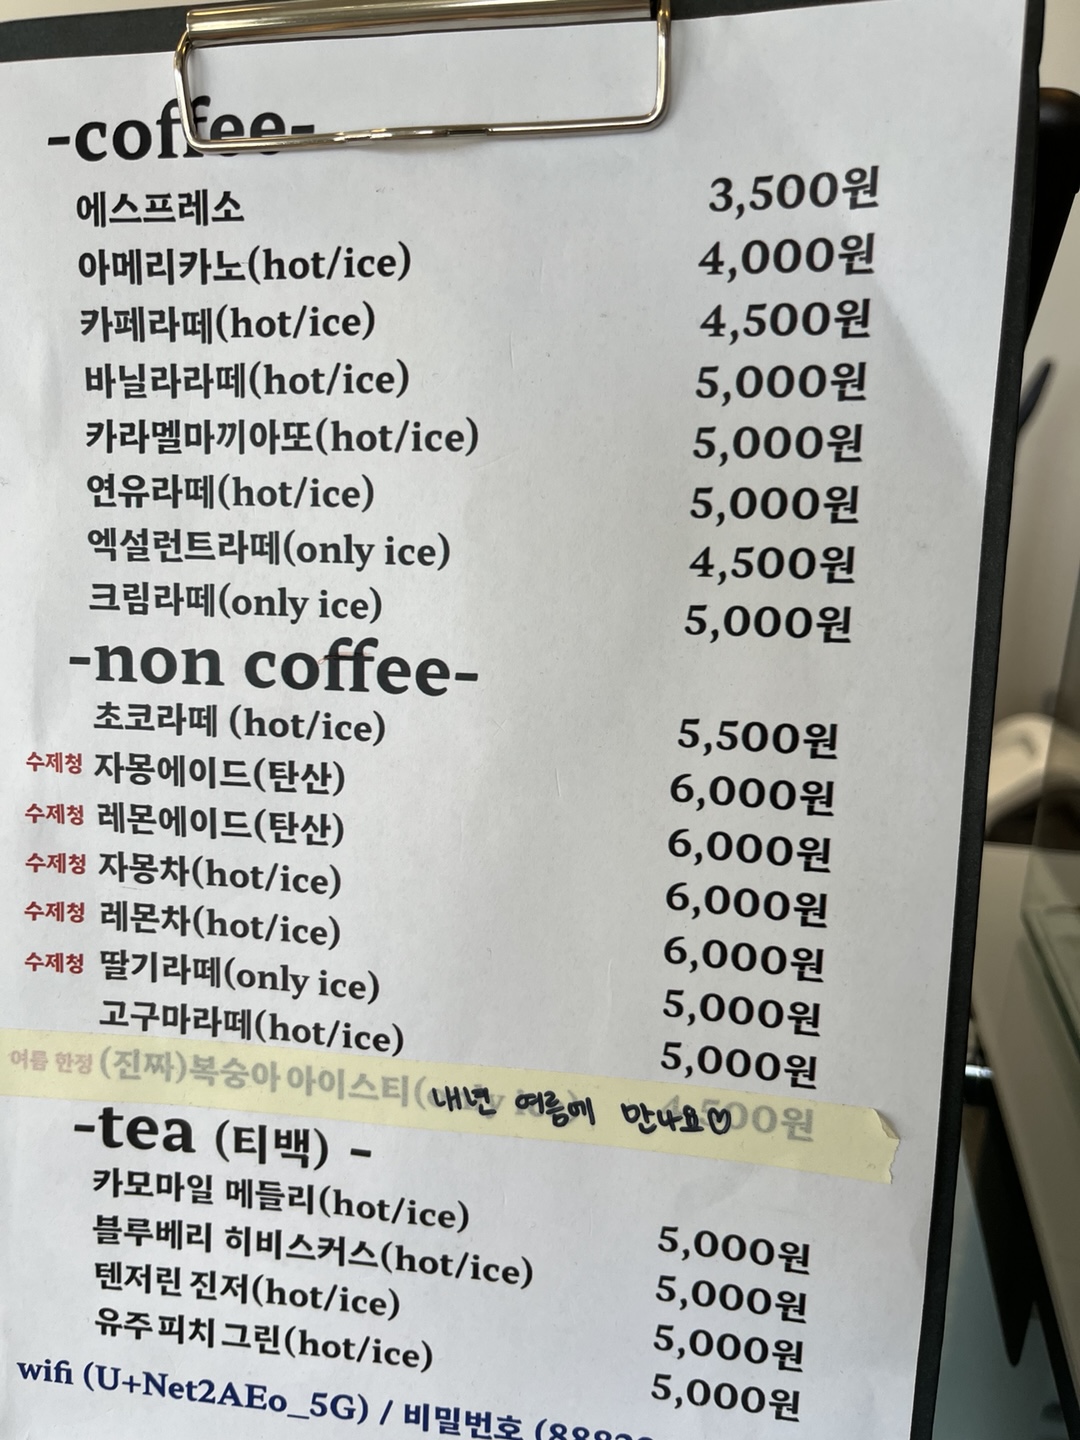 -coffee-
에스프레소 3,500원
아메리카노(hot/ice) 4,000원
카페라떼(hot/ice) 4,500원
바닐라라떼(hot/ice) 5,000원
카라멜마끼아또(hot/ice) 5,000원
연유라떼(hot/ice) 5,000원
엑설런트라떼(only ice) 4,500원
크림라떼(only ice) 5,000원
-non coffee-
초코라떼 (hot/ice) 5,500원
수제청 자몽에이드(탄산) 6,000원
수제청 레몬에이드(탄산) 6,000원
수제청 자몽차(hot/ice) 6,000원
수제청 레몬차(hot/ice) 6,000원
수제청 딸기라떼(only ice) 5,000원
고구마라떼(hot/ice) 5,000원
여름 한정 (진짜)복숭아 아이스티( 내년 여름에 만나요♡
-tea (티백) -
카모마일 메들리(hot/ice) 5,000원
블루베리 히비스커스(hot/ice) 5,000원
텐저린 진저(hot/ice) 5,000원
유주피치그린(hot/ice) 5,000원
wifi (U+Net2AEo_5G) / 비밀번호